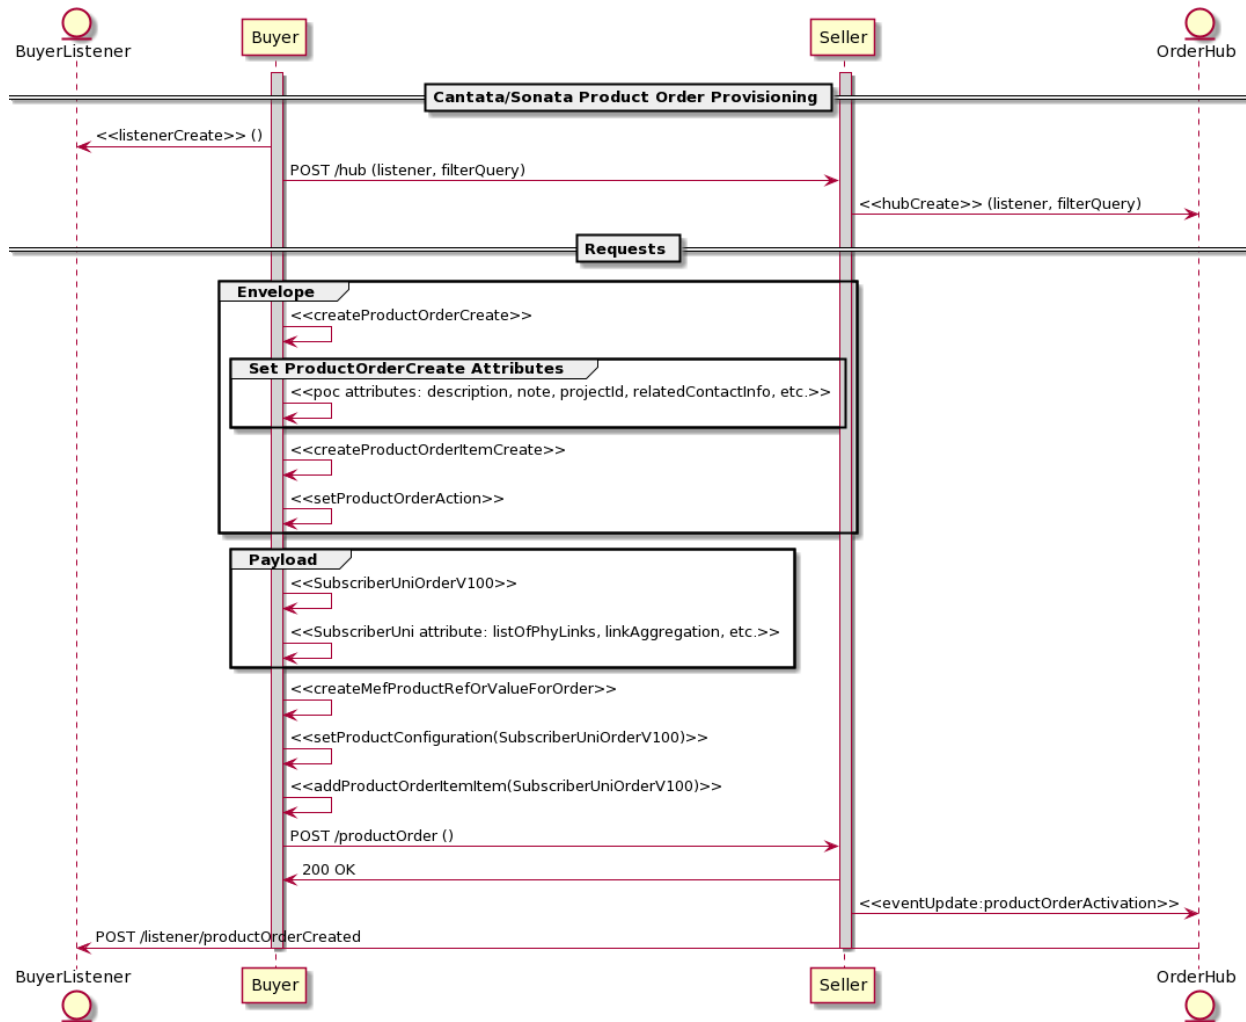 BuyerListener
Buyer
Seller
OrderHub
Cantata/Sonata Product Order Provisioning
<<listenerCreate>> ()
POST /hub (listener, filterQuery)
<<hubCreate>> (listener, filterQuery)
Requests
Envelope
<<createProductOrderCreate>>
Set ProductOrderCreate Attributes
<<poc attributes: description, note, projectId, relatedContactInfo, etc.>>
<<createProductOrderItemCreate>>
<<setProductOrderAction>>
Payload
<<SubscriberUniOrderV100>>
<<SubscriberUni attribute: listOfPhyLinks, linkAggregation, etc.>>
<<createMefProductRefOrValueForOrder>>
<<setProductConfiguration(SubscriberUniOrderV100)>>
<<addProductOrderItemItem(SubscriberUniOrderV100)>>
POST /productOrder ()
200 OK
<<eventUpdate:productOrderActivation>>
POST /listener/productOrderCreated
BuyerListener
Buyer
Seller
OrderHub